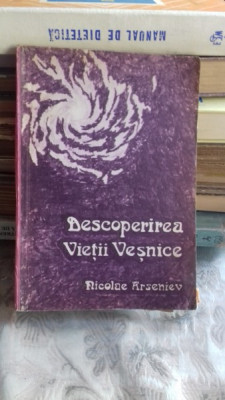 MANUAL DE DIETETICĂ
Descoperirea
Vieții Veșnice
Nicolae Arseniev